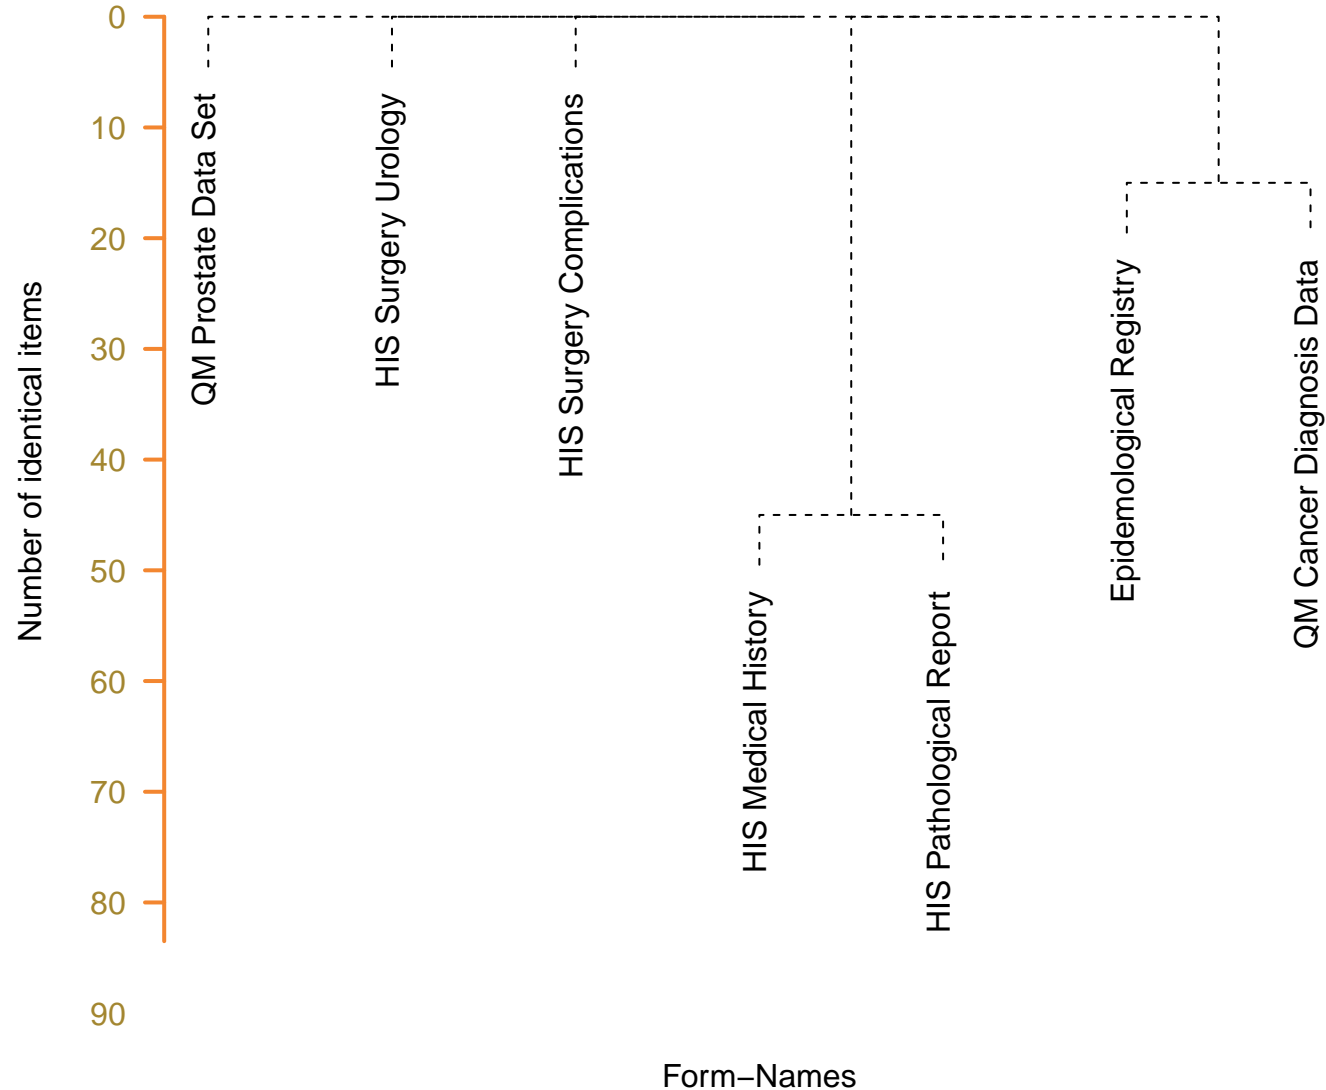 0
10
20
30
40
50
60
70
80
90
Number of identical items
QM Prostate Data Set
HIS Surgery Urology
HIS Surgery Complications
HIS Medical History
HIS Pathological Report
Epidemological Registry
QM Cancer Diagnosis Data
Form−Names